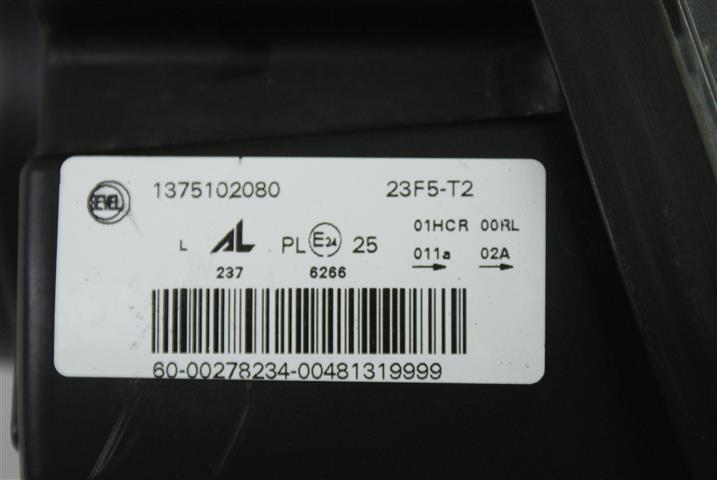 SEVEL 1375102080 23F5-T2
01HCR 00RL
L AL PL E24 25
011a 02A
237 6266
60-00278234-00481319999